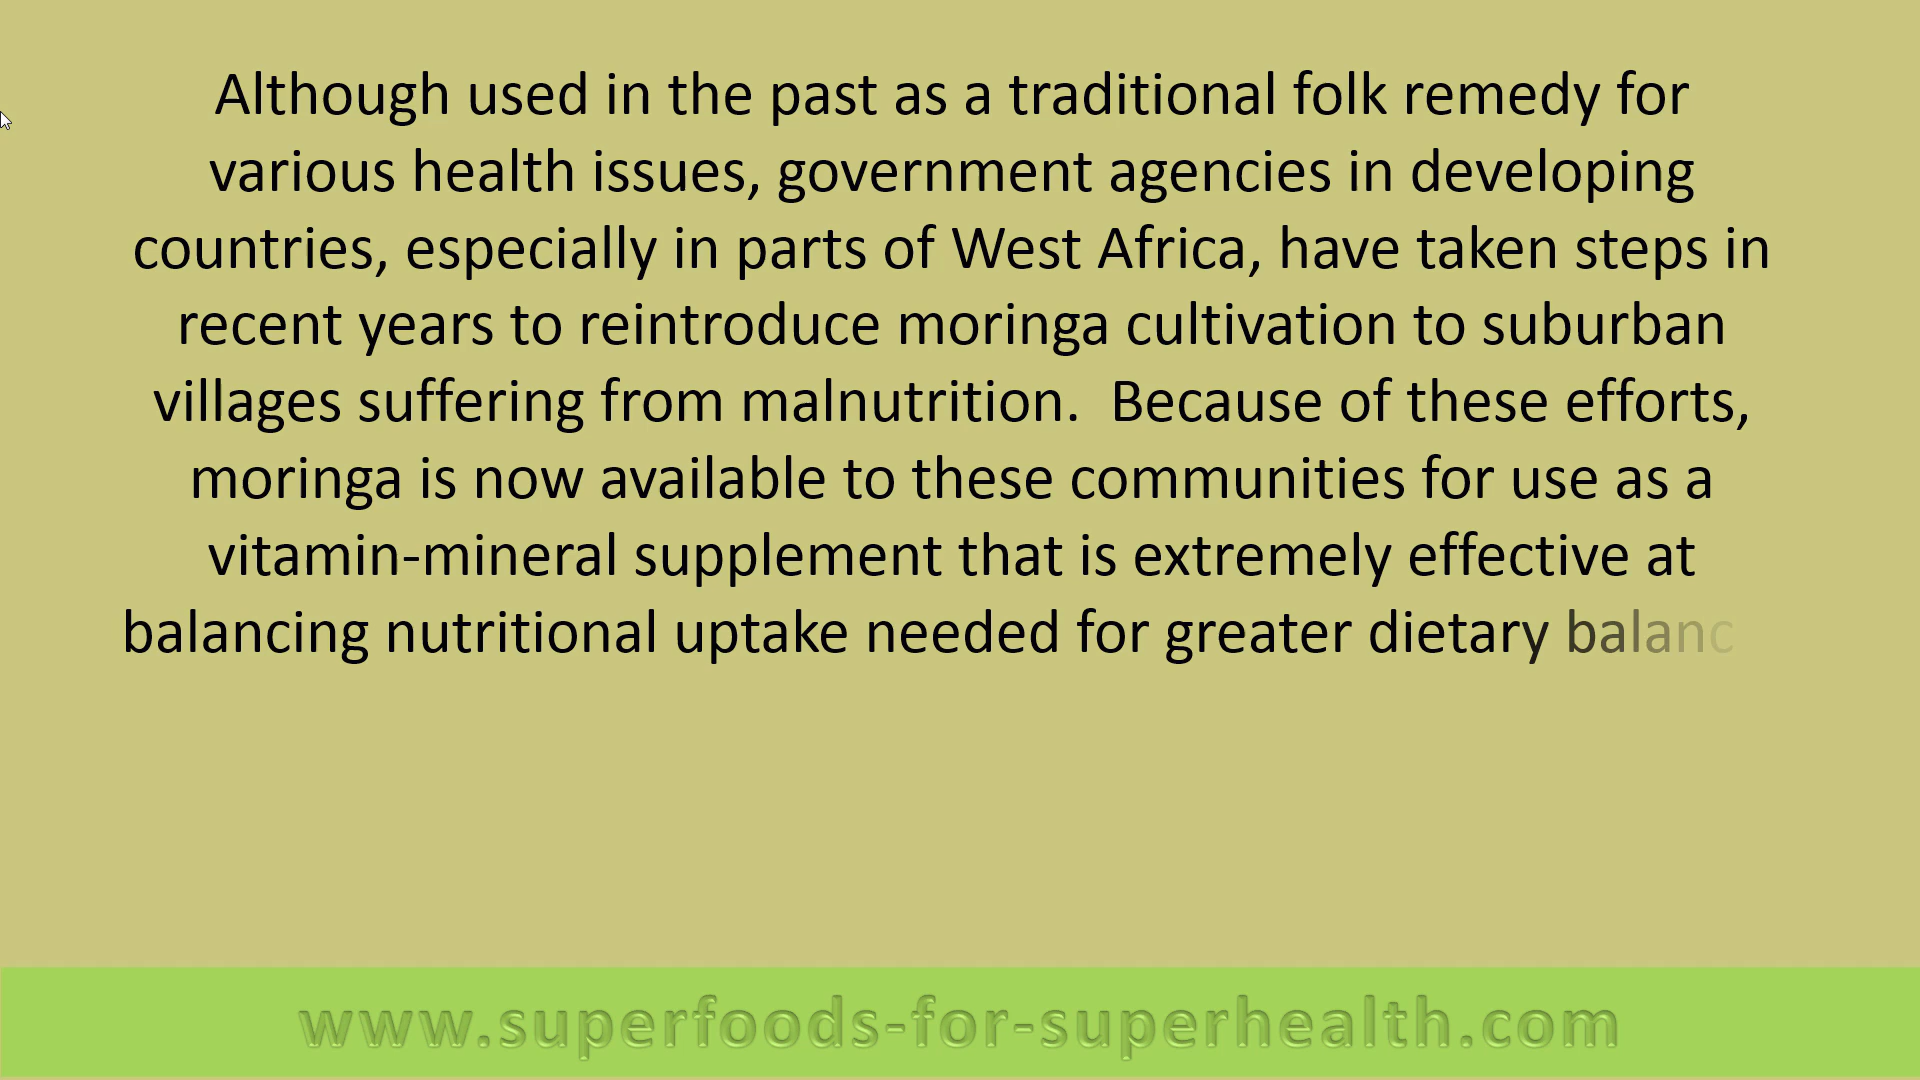 Although used in the past as a traditional folk remedy for
various health issues, government agencies in developing
countries, especially in parts of West Africa, have taken steps in
recent years to reintroduce moringa cultivation to suburban
villages suffering from malnutrition.  Because of these efforts,
moringa is now available to these communities for use as a
vitamin-mineral supplement that is extremely effective at
balancing nutritional uptake needed for greater dietary balanc
www.superfoods-for-superhealth.com